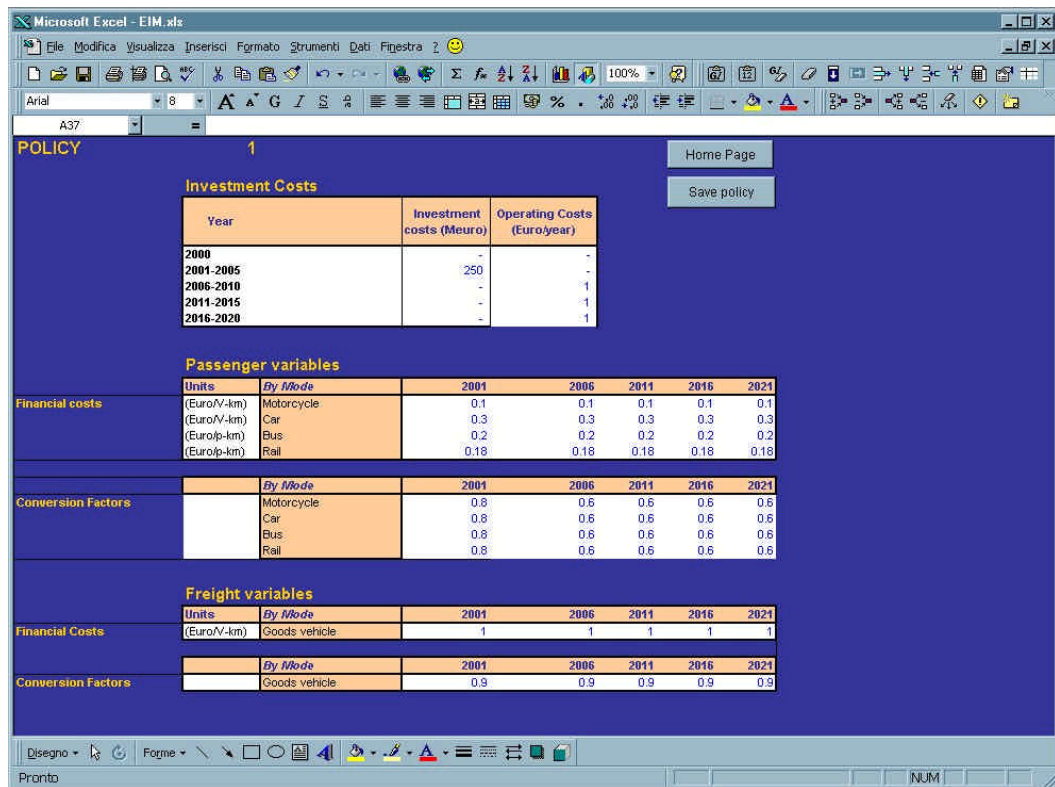 Microsoft Excel - EIM.xls
File Modifica Visualizza Inserisci Formato Strumenti Dati Finestra ?
100%
Arial 8 A A G I S
A37 =
POLICY 1
Home Page
Save policy
Investment Costs
Year Investment costs (Meuro) Operating Costs (Euro/year)
2000 - -
2001-2005 250 -
2006-2010 - 1
2011-2015 - 1
2016-2020 - 1
Passenger variables
Units By Mode 2001 2006 2011 2016 2021
Financial costs (Euro/V-km) Motorcycle 0.1 0.1 0.1 0.1 0.1
(Euro/V-km) Car 0.3 0.3 0.3 0.3 0.3
(Euro/p-km) Bus 0.2 0.2 0.2 0.2 0.2
(Euro/p-km) Rail 0.18 0.18 0.18 0.18 0.18
By Mode 2001 2006 2011 2016 2021
Conversion Factors Motorcycle 0.8 0.6 0.6 0.6 0.6
Car 0.8 0.6 0.6 0.6 0.6
Bus 0.8 0.6 0.6 0.6 0.6
Rail 0.8 0.6 0.6 0.6 0.6
Freight variables
Units By Mode 2001 2006 2011 2016 2021
Financial Costs (Euro/V-km) Goods vehicle 1 1 1 1 1
By Mode 2001 2006 2011 2016 2021
Conversion Factors Goods vehicle 0.9 0.9 0.9 0.9 0.9
Disegno Forme
Pronto NUM